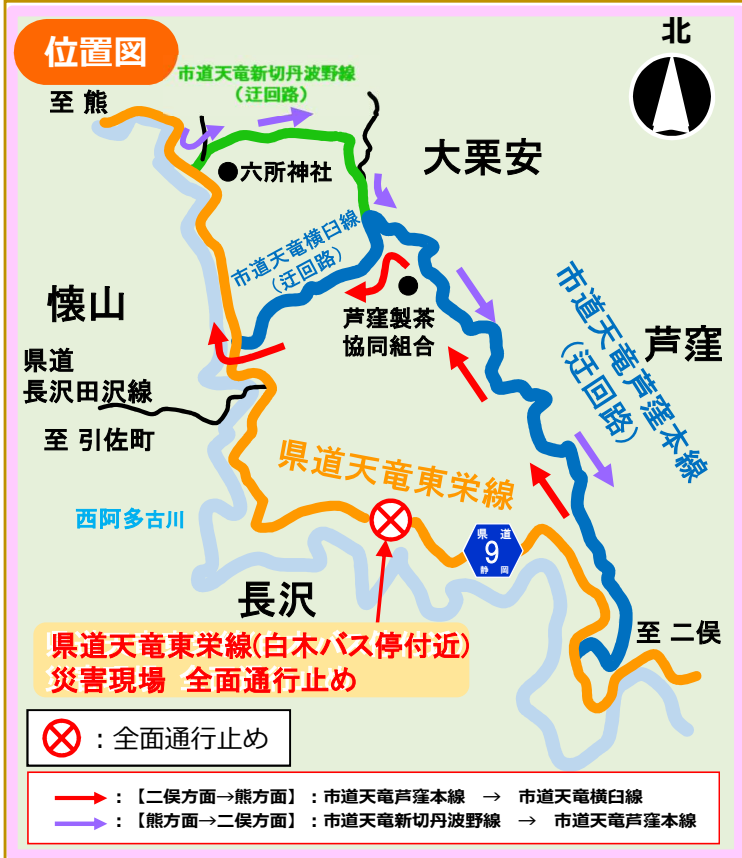 位置図
北
市道天竜新切丹波野線
(迂回路)
至 熊
大栗安
六所神社
市道天竜横臼線
(迂回路)
懐山
芦窪製茶
協同組合
市道天竜芦窪本線
(迂回路)
芦窪
県道
長沢田沢線
至 引佐町
県道天竜東栄線
西阿多古川
県道
9
静岡
長沢
至 二俣
県道天竜東栄線(白木バス停付近)
災害現場 全面通行止め
：全面通行止め
：【二俣方面→熊方面】：市道天竜芦窪本線 → 市道天竜横臼線
：【熊方面→二俣方面】：市道天竜新切丹波野線 → 市道天竜芦窪本線